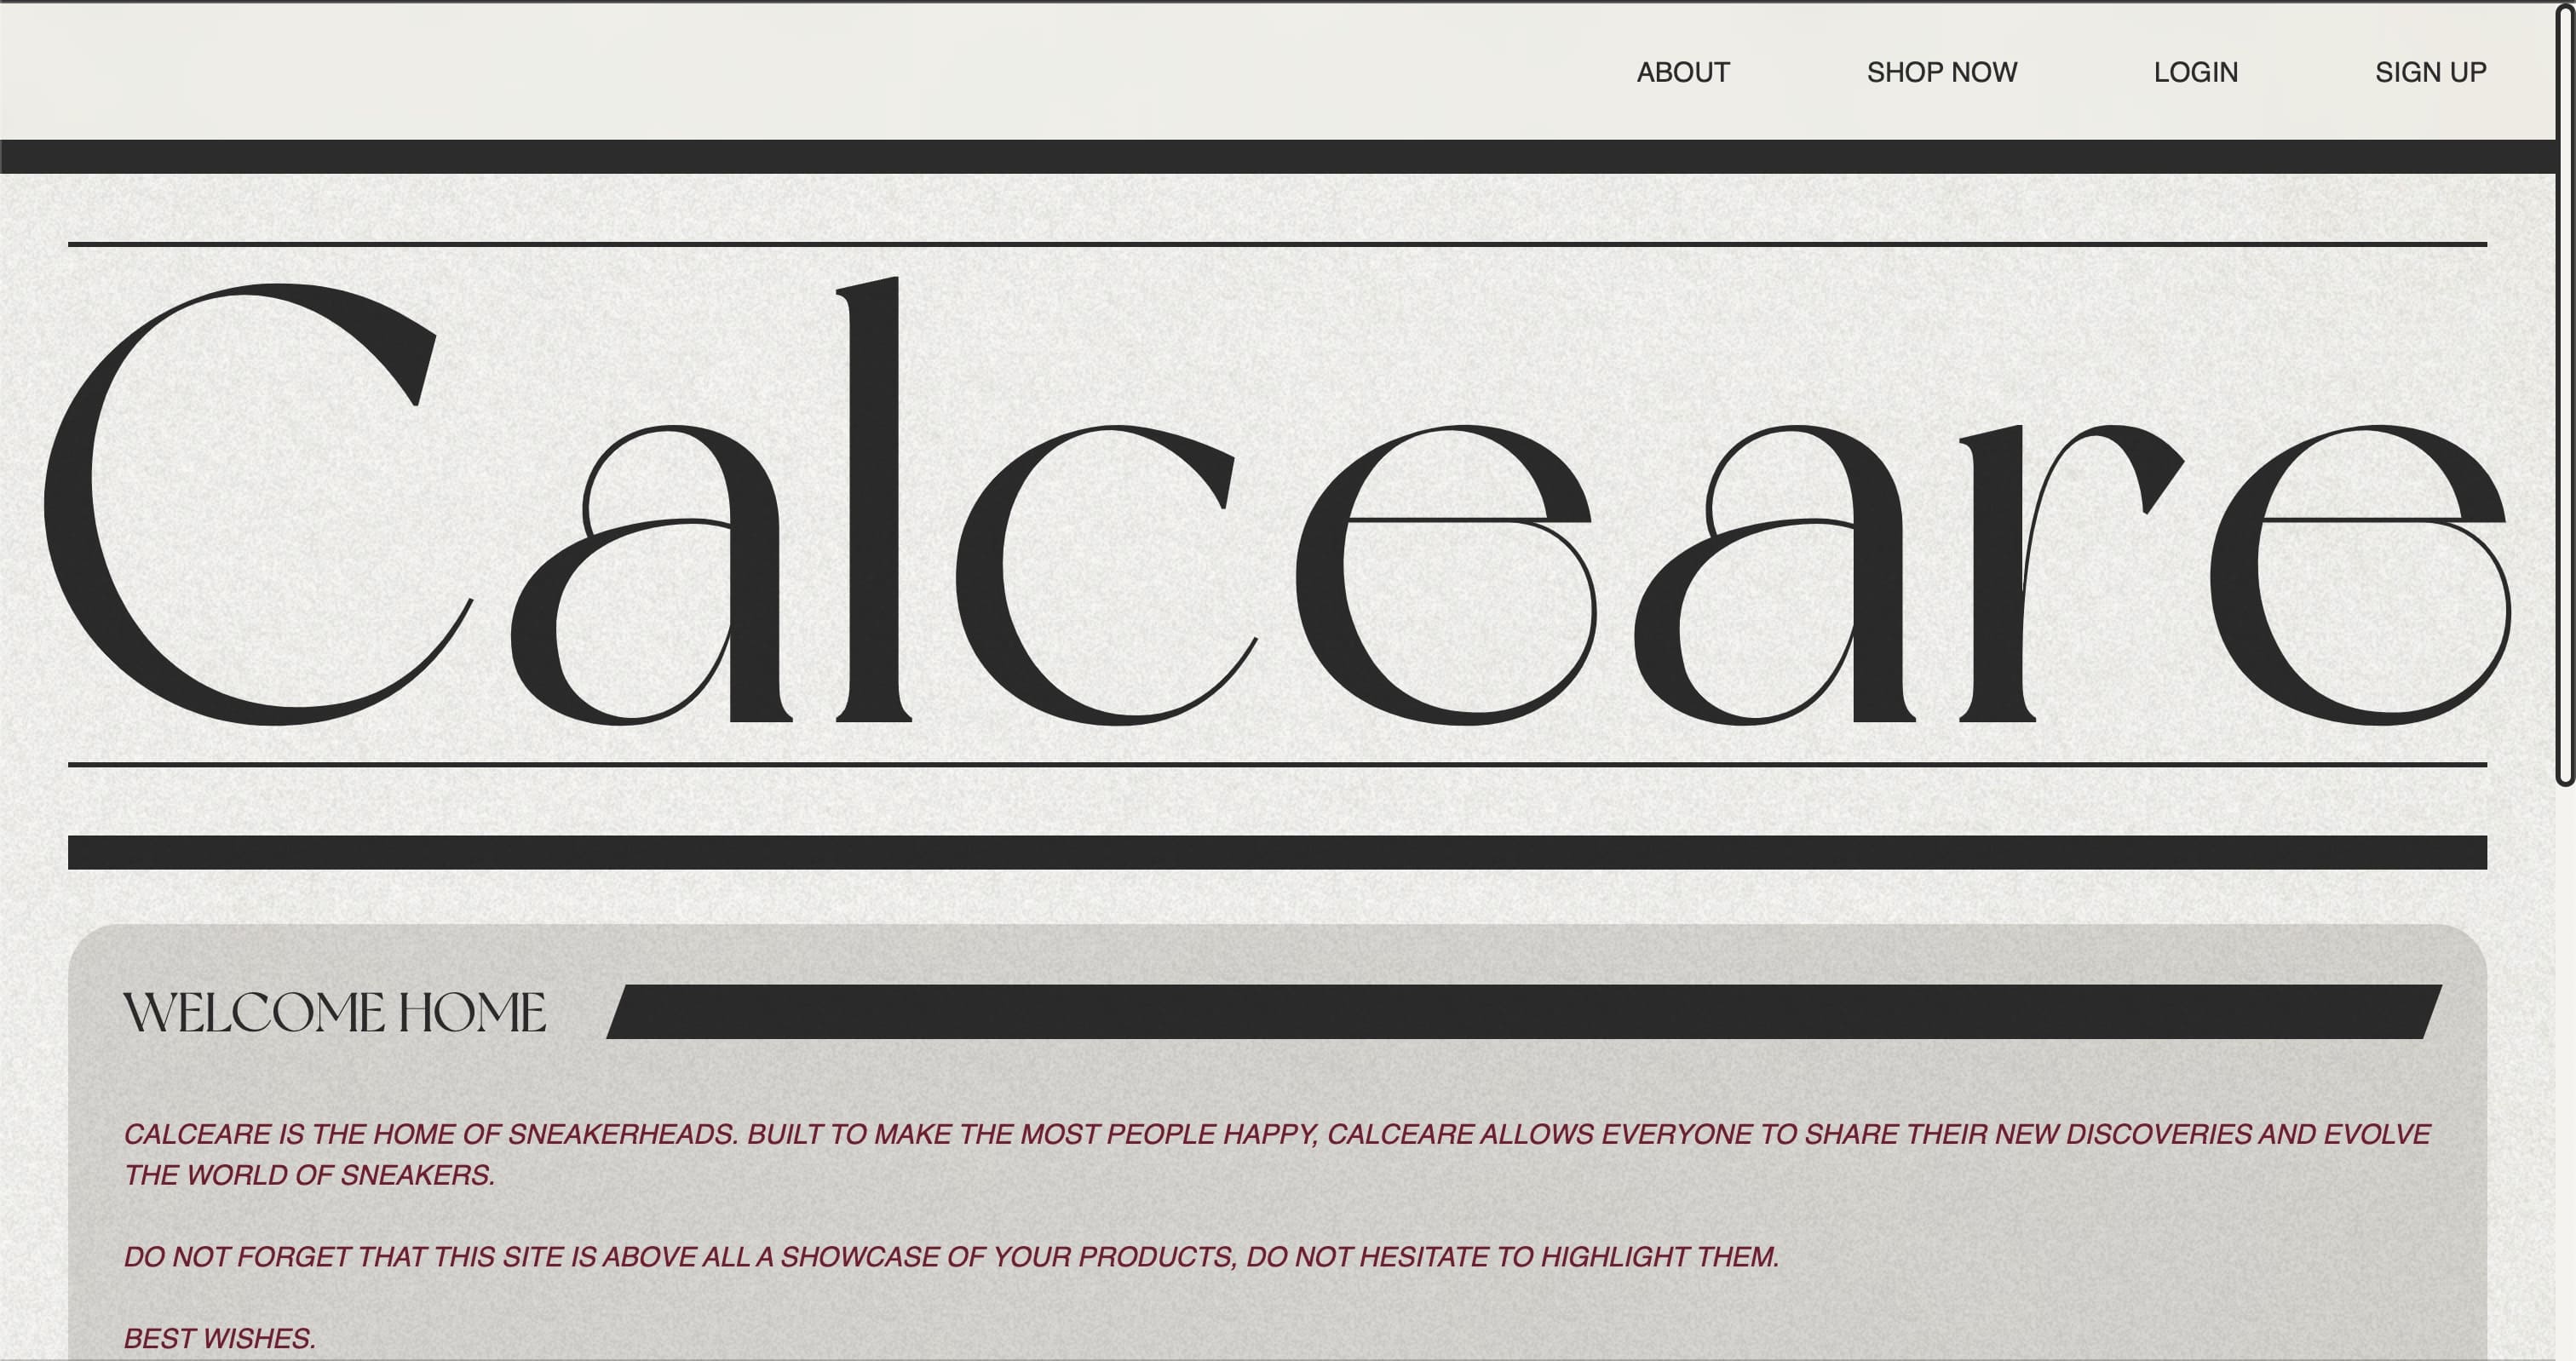 ABOUT SHOP NOW LOGIN SIGN UP
Calceare
WELCOME HOME
CALCEARE IS THE HOME OF SNEAKERHEADS. BUILT TO MAKE THE MOST PEOPLE HAPPY, CALCEARE ALLOWS EVERYONE TO SHARE THEIR NEW DISCOVERIES AND EVOLVE
THE WORLD OF SNEAKERS.
DO NOT FORGET THAT THIS SITE IS ABOVE ALL A SHOWCASE OF YOUR PRODUCTS, DO NOT HESITATE TO HIGHLIGHT THEM.
BEST WISHES.